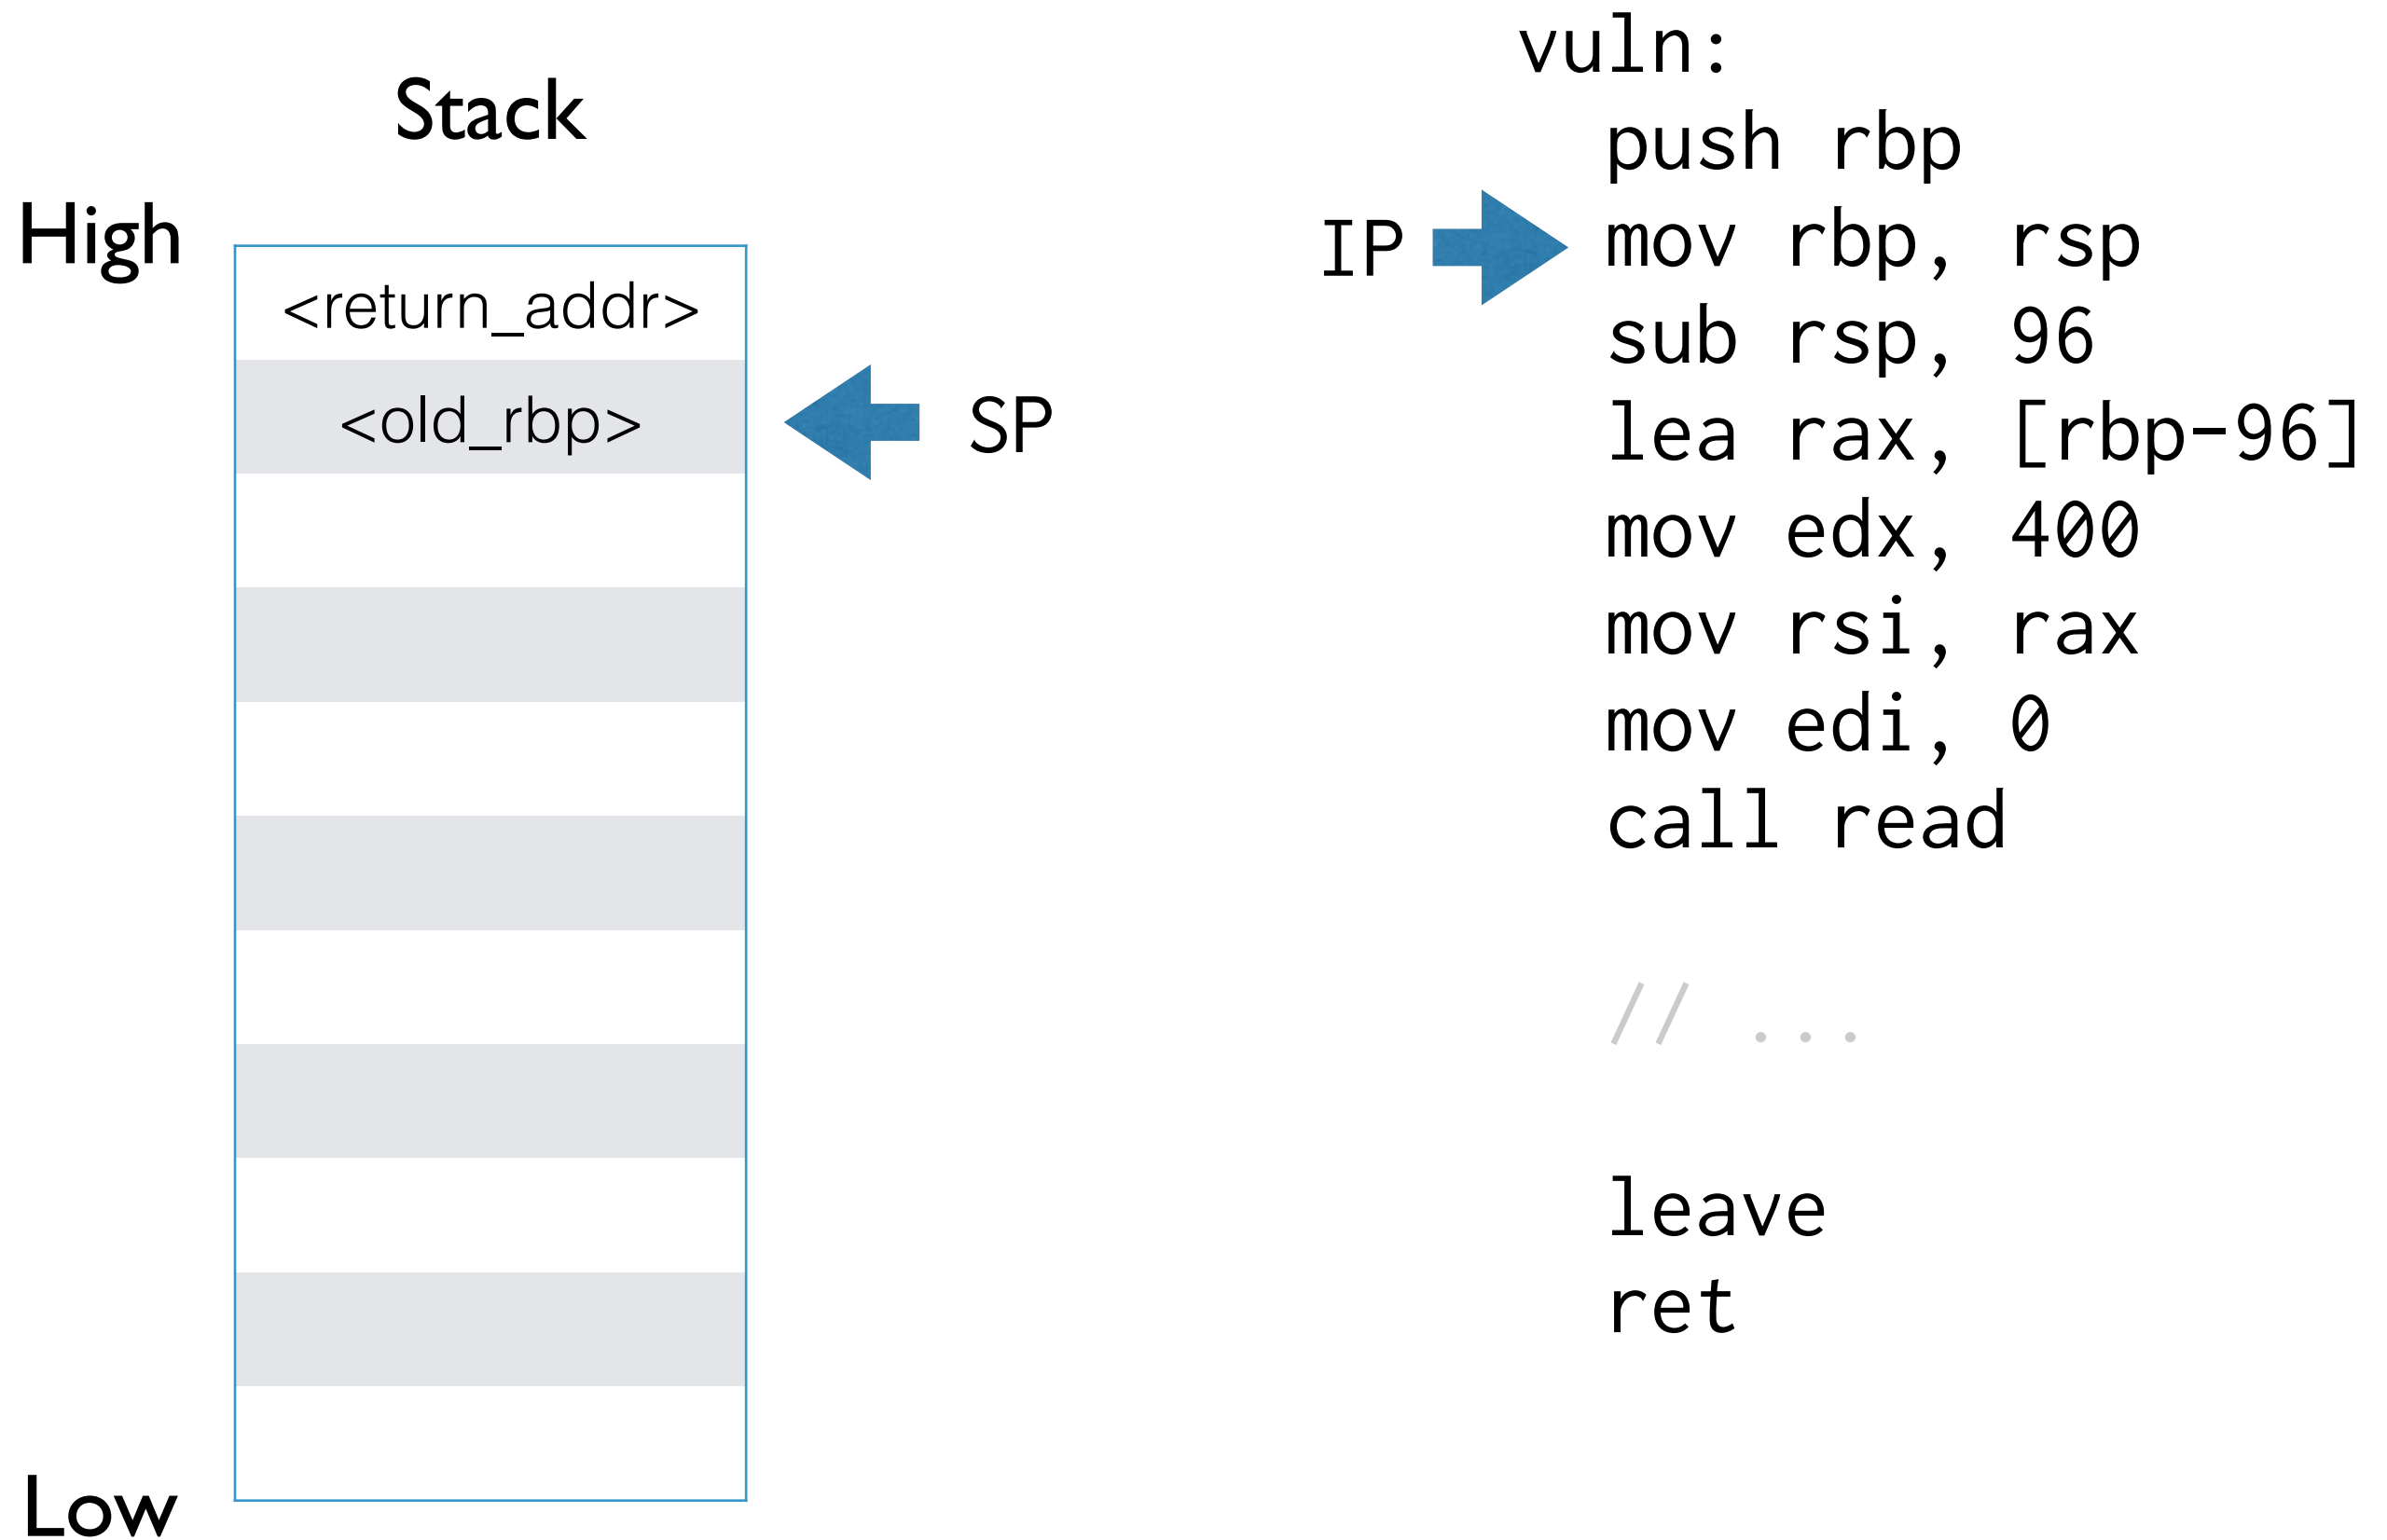 Stack
High
<return_addr>
<old_rbp>
SP
Low
IP
vuln:
push rbp
mov rbp, rsp
sub rsp, 96
lea rax, [rbp-96]
mov edx, 400
mov rsi, rax
mov edi, 0
call read
// ...
leave
ret